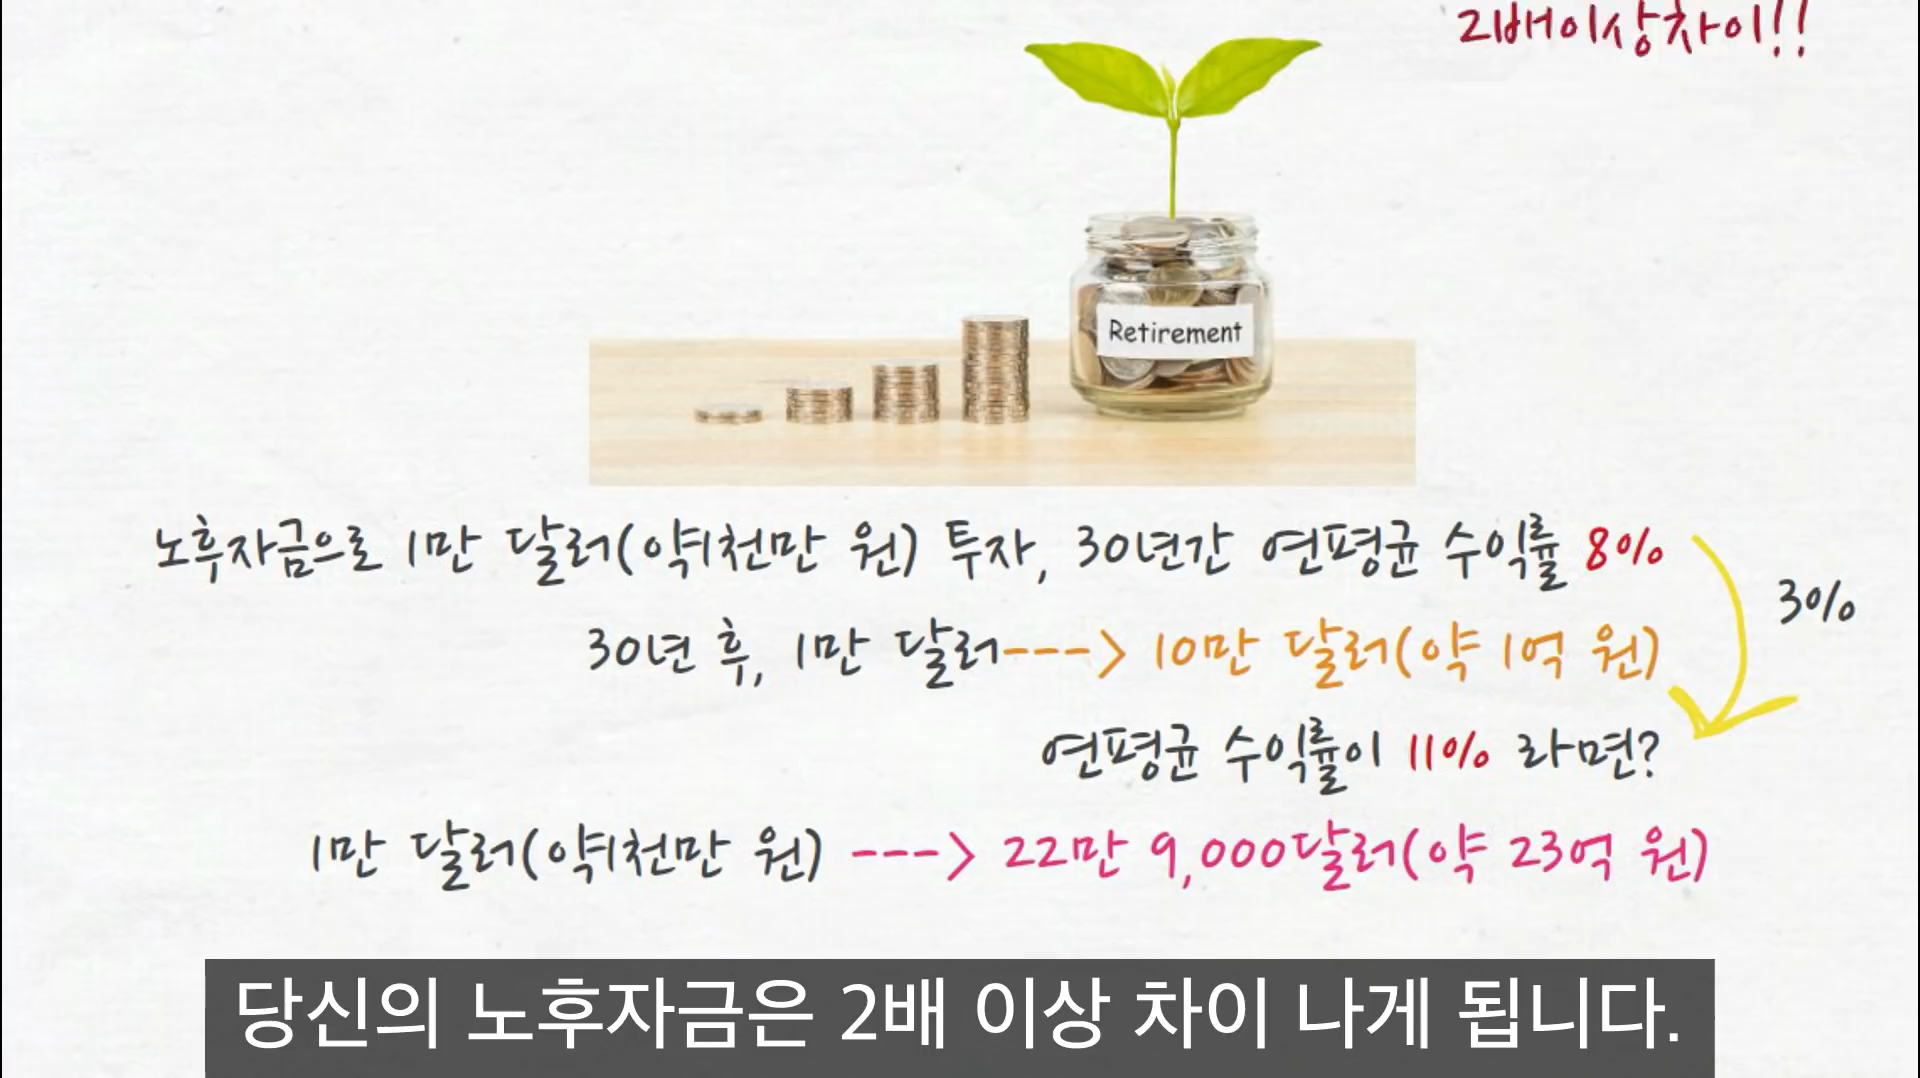 2배이상차이!!
Retirement
노후자금으로 1만 달러(약1천만 원) 투자, 30년간 연평균 수익률 8%
3%
30년 후, 1만 달러---> 10만 달러(약 1억 원)
연평균 수익률이 11% 라면?
1만 달러(약1천만 원) ---> 22만 9,000달러(약 23억 원)
당신의 노후자금은 2배 이상 차이 나게 됩니다.